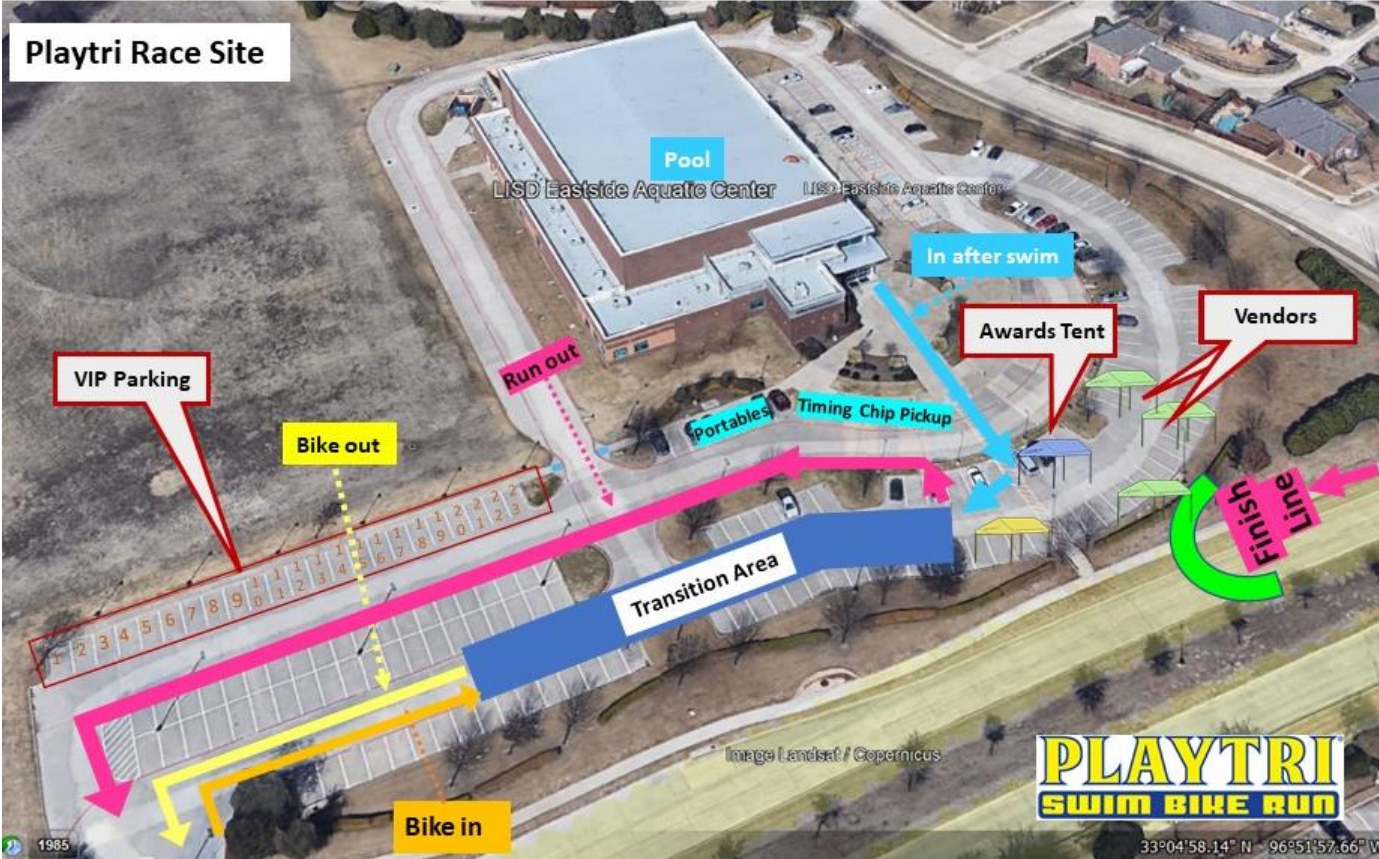 Playtri Race Site
Pool
LISD Eastside Aquatic Center
LISD Eastside Aquatic Center
In after swim
Awards Tent
Vendors
VIP Parking
Run out
Bike out
Portables
Timing Chip Pickup
Finish
Line
1 2 3 4 5 6 7 8 9 10 11 12 13 14 15 16 17 18 19 20 21 22 23
Transition Area
Bike in
Image Landsat / Copernicus
PLAYTRI
SWIM BIKE RUN
1985
33°04'58.14" N 96°51'57.66" W